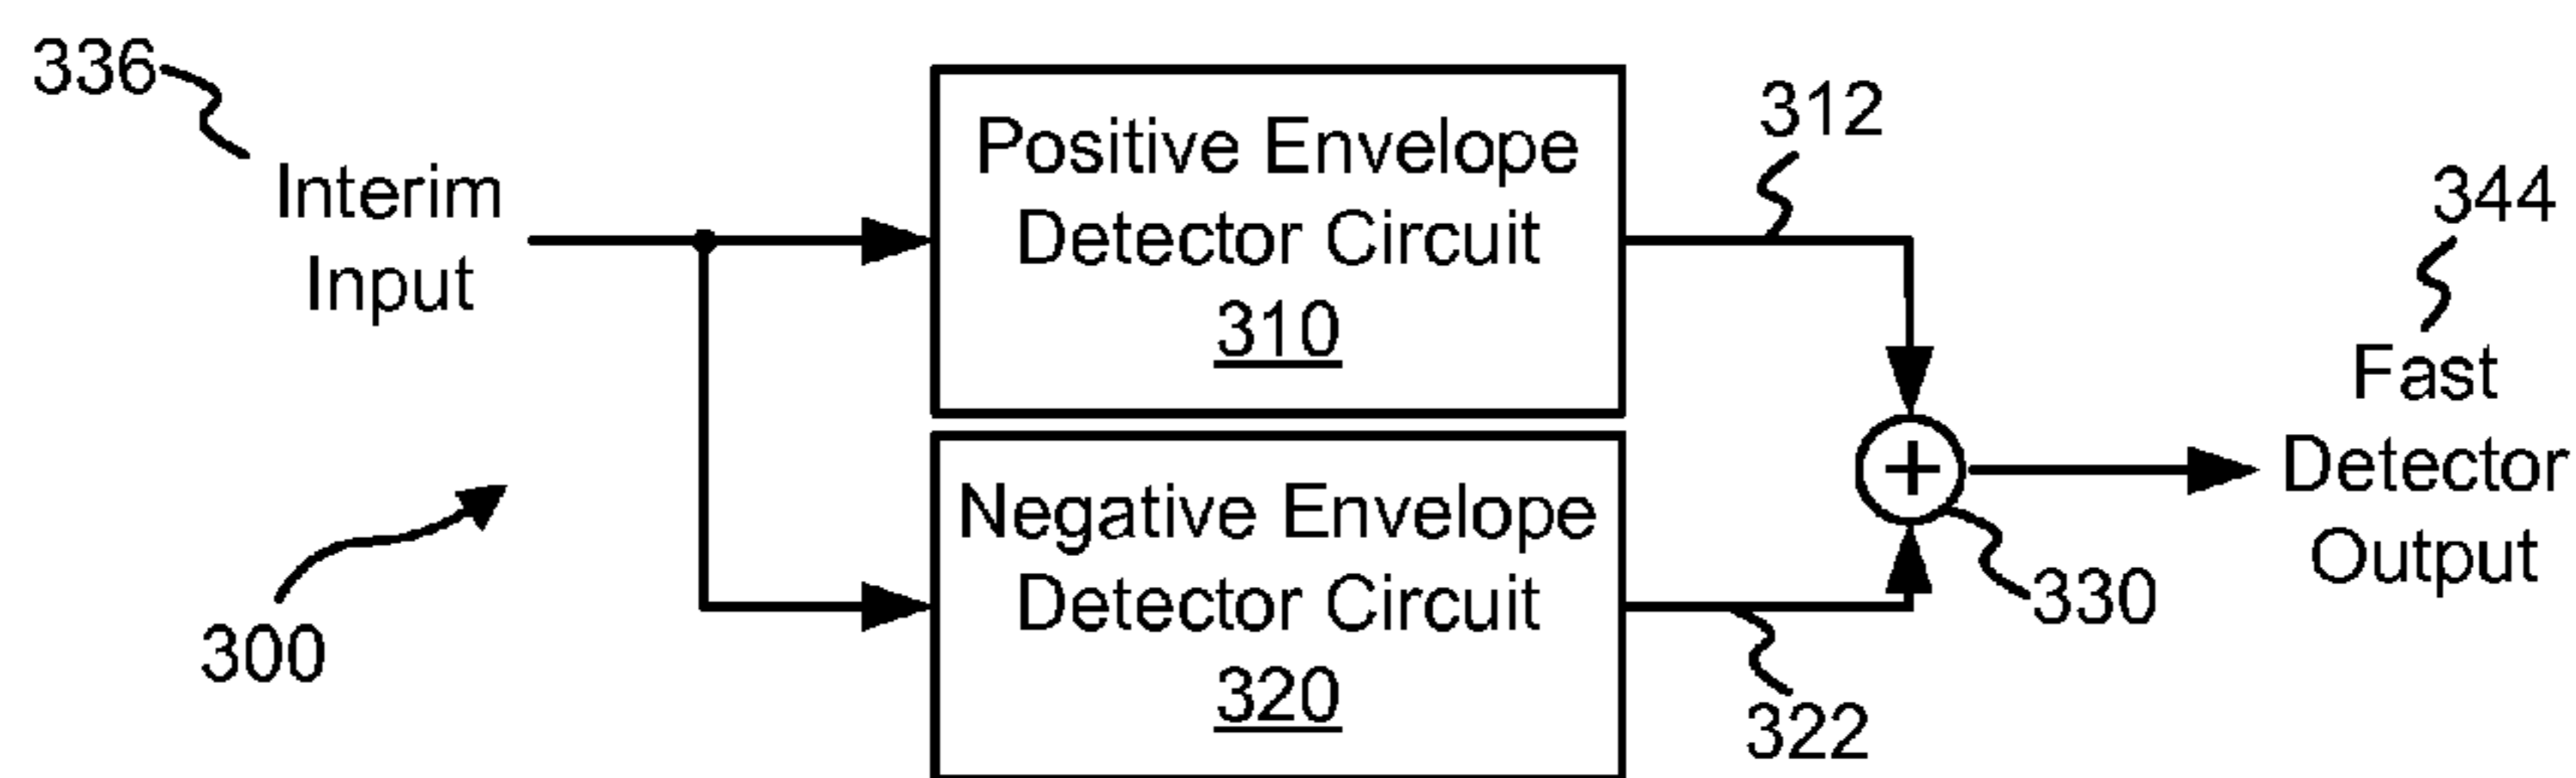 336
Interim
Input
300
Positive Envelope
Detector Circuit
310
Negative Envelope
Detector Circuit
320
312
322
+
330
344
Fast
Detector
Output